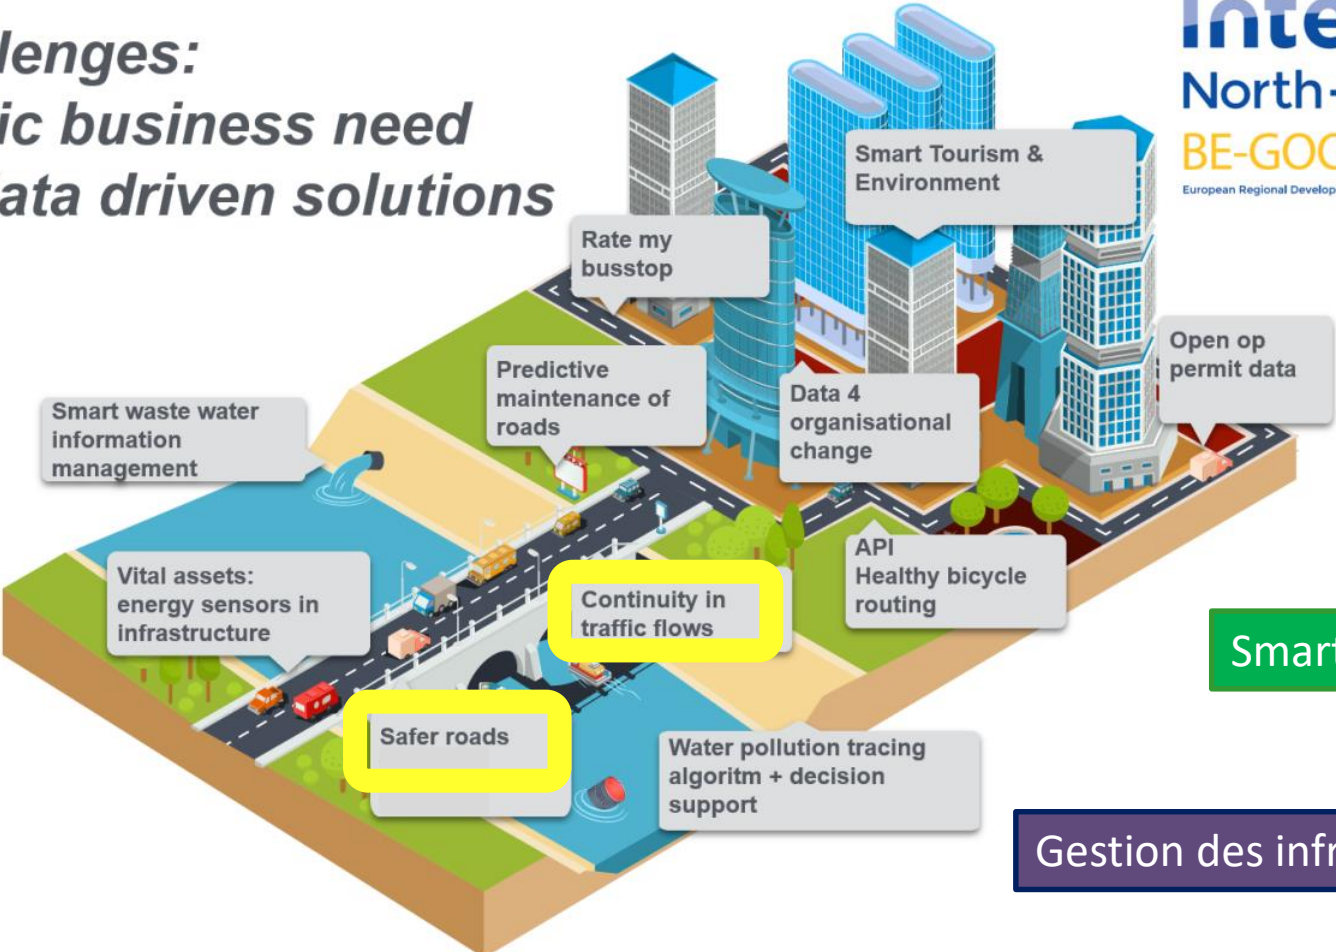 lenges:
ic business need
ata driven solutions
Inte
North-
BE-GOO
European Regional Develop
Smart Tourism &
Environment
Rate my
busstop
Open op
permit data
Predictive
maintenance of
roads
Data 4
organisational
change
Smart waste water
information
management
API
Healthy bicycle
routing
Vital assets:
energy sensors in
infrastructure
Continuity in
traffic flows
Smart
Safer roads
Water pollution tracing
algoritm + decision
support
Gestion des infr